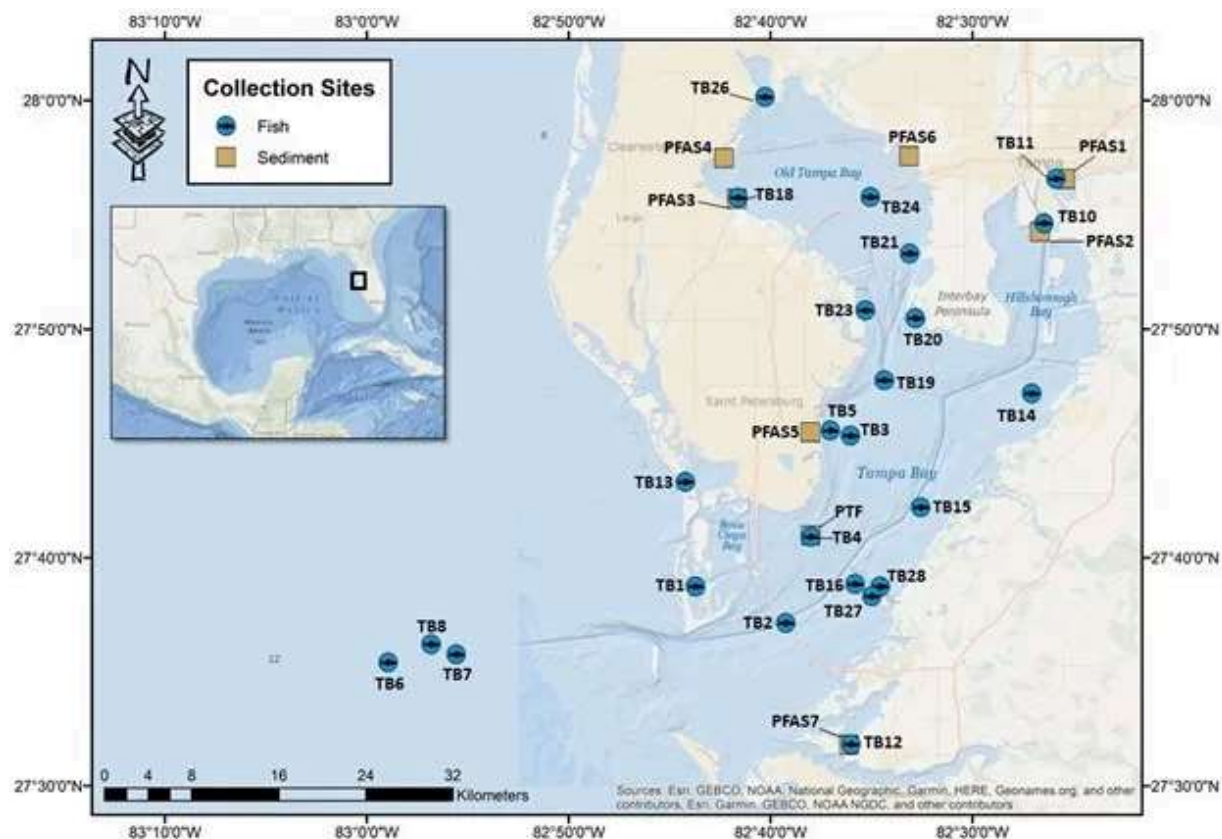 83°10'0"W 83°0'0"W 82°50'0"W 82°40'0"W 82°30'0"W
N
Collection Sites
Fish
Sediment
28°0'0"N
28°0'0"N
TB26
PFAS4
PFAS6
TB11
PFAS1
Tampa
Old Tampa Bay
PFAS3
TB18
Largo
TB24
TB10
PFAS2
TB21
Interbay
Peninsula
Hillsborough
Bay
TB23
TB20
27°50'0"N
27°50'0"N
TB19
TB14
Saint Petersburg
TB5
PFAS5
TB3
TB13
Tampa Bay
TB15
Boca
Ciega
Bay
PTF
TB4
27°40'0"N
27°40'0"N
TB1
TB16
TB28
TB27
TB2
TB8
TB7
TB6
12
PFAS7
TB12
27°30'0"N
27°30'0"N
0 4 8 16 24 32
Kilometers
Sources: Esri, GEBCO, NOAA, National Geographic, Garmin, HERE, Geonames.org, and other
contributors, Esri, Garmin, GEBCO, NOAA NGDC, and other contributors
83°10'0"W 83°0'0"W 82°50'0"W 82°40'0"W 82°30'0"W